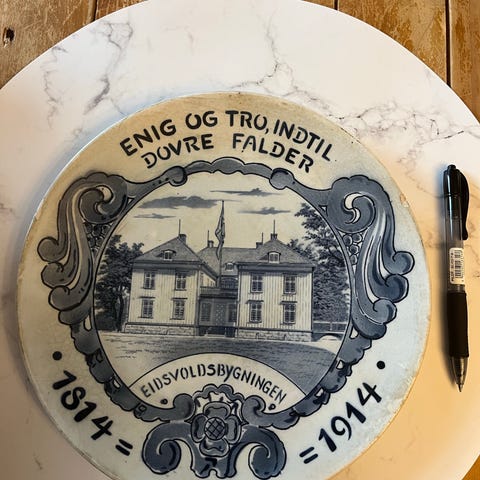 ENIG OG TRO, INDTIL
DOVRE FALDER
EIDSVOLDSBYGNINGEN
• 1814 =
= 1914 •